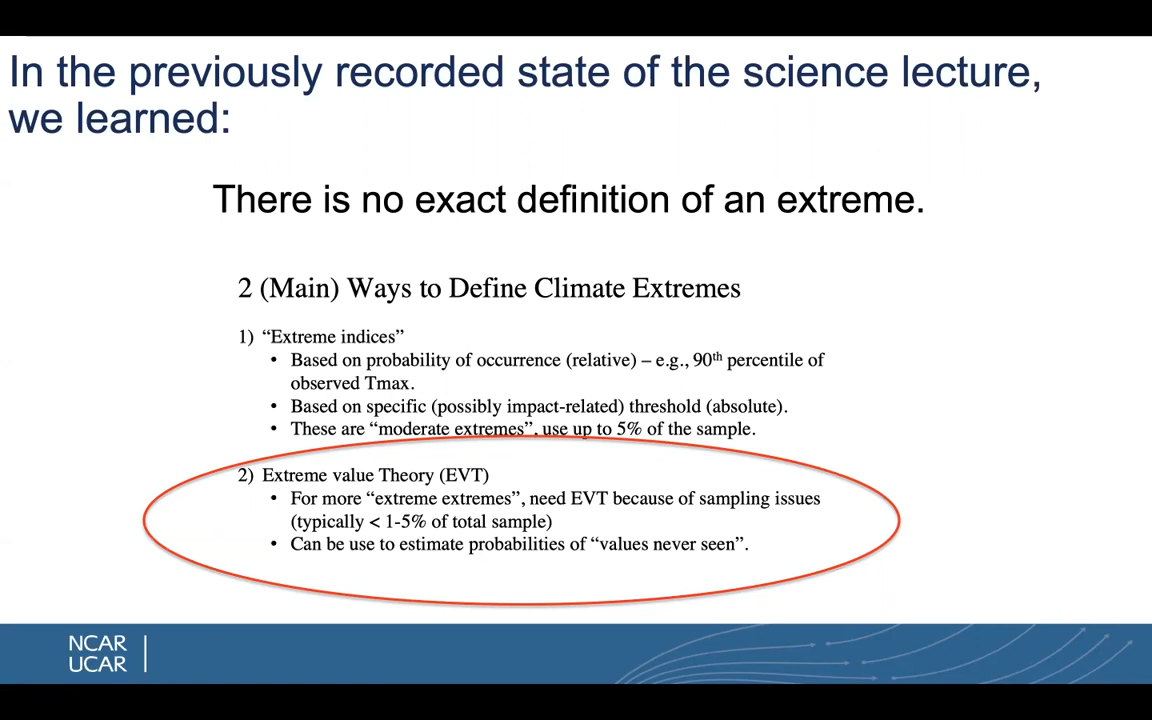 In the previously recorded state of the science lecture,
we learned:
There is no exact definition of an extreme.
2 (Main) Ways to Define Climate Extremes
1) “Extreme indices”
• Based on probability of occurrence (relative) – e.g., 90th percentile of
observed Tmax.
• Based on specific (possibly impact-related) threshold (absolute).
• These are “moderate extremes”, use up to 5% of the sample.
2) Extreme value Theory (EVT)
• For more “extreme extremes”, need EVT because of sampling issues
(typically < 1-5% of total sample)
• Can be use to estimate probabilities of “values never seen”.
NCAR
UCAR